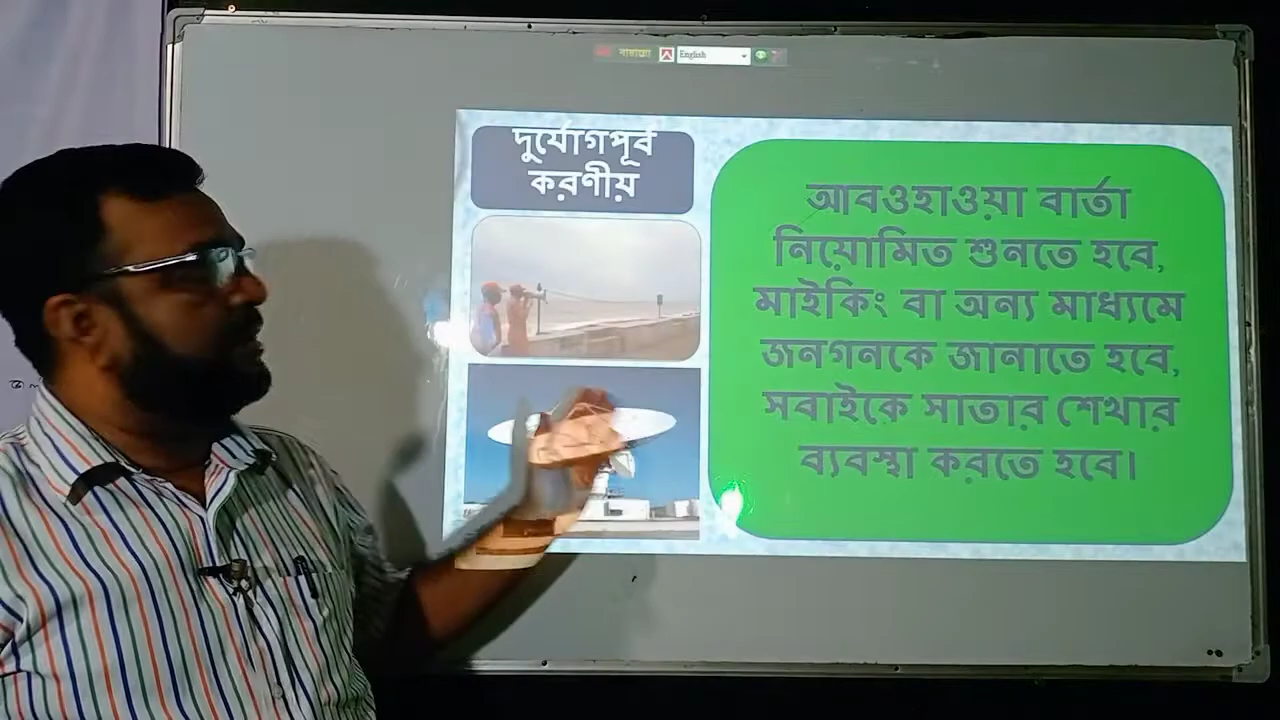 বায়ান্নো English
দুর্যোগপূর্ব
করণীয়
আবওহাওয়া বার্তা
নিয়োমিত শুনতে হবে,
মাইকিং বা অন্য মাধ্যমে
জনগনকে জানাতে হবে,
সবাইকে সাতার শেখার
ব্যবস্থা করতে হবে।